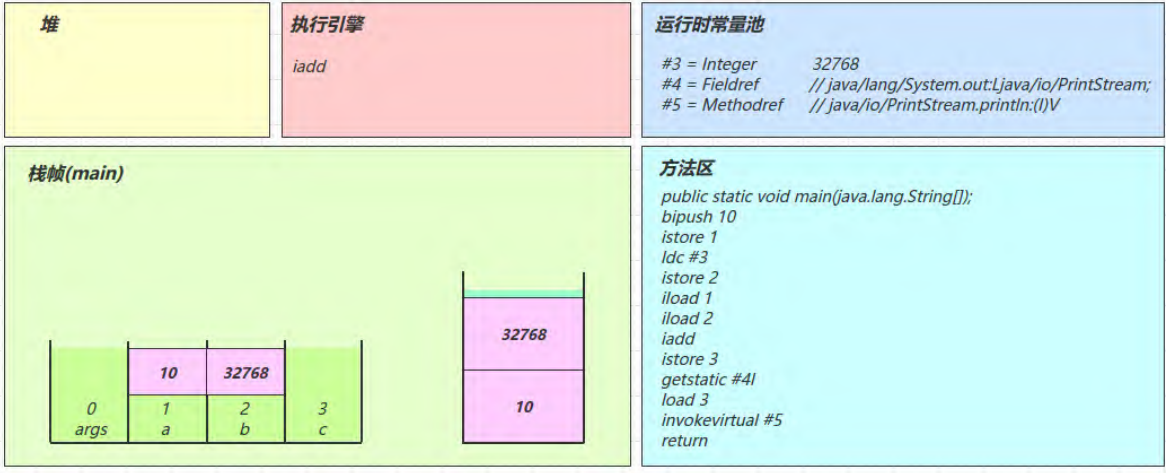 堆
执行引擎
iadd
运行时常量池
#3 = Integer 32768
#4 = Fieldref // java/lang/System.out:Ljava/io/PrintStream;
#5 = Methodref // java/io/PrintStream.println:(I)V
栈帧(main)
32768
10
10 32768
0 1 2 3
args a b c
方法区
public static void main(java.lang.String[]);
bipush 10
istore 1
ldc #3
istore 2
iload 1
iload 2
iadd
istore 3
getstatic #4I
load 3
invokevirtual #5
return